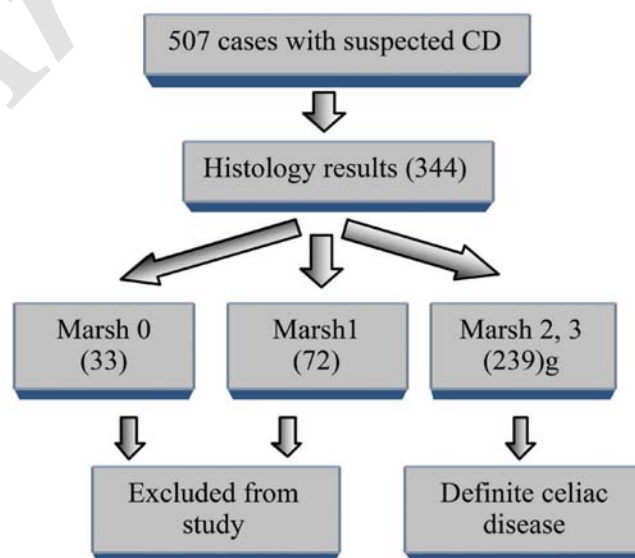 507 cases with suspected CD
Histology results (344)
Marsh 0
(33)
Marsh1
(72)
Marsh 2, 3
(239)g
Excluded from
study
Definite celiac
disease